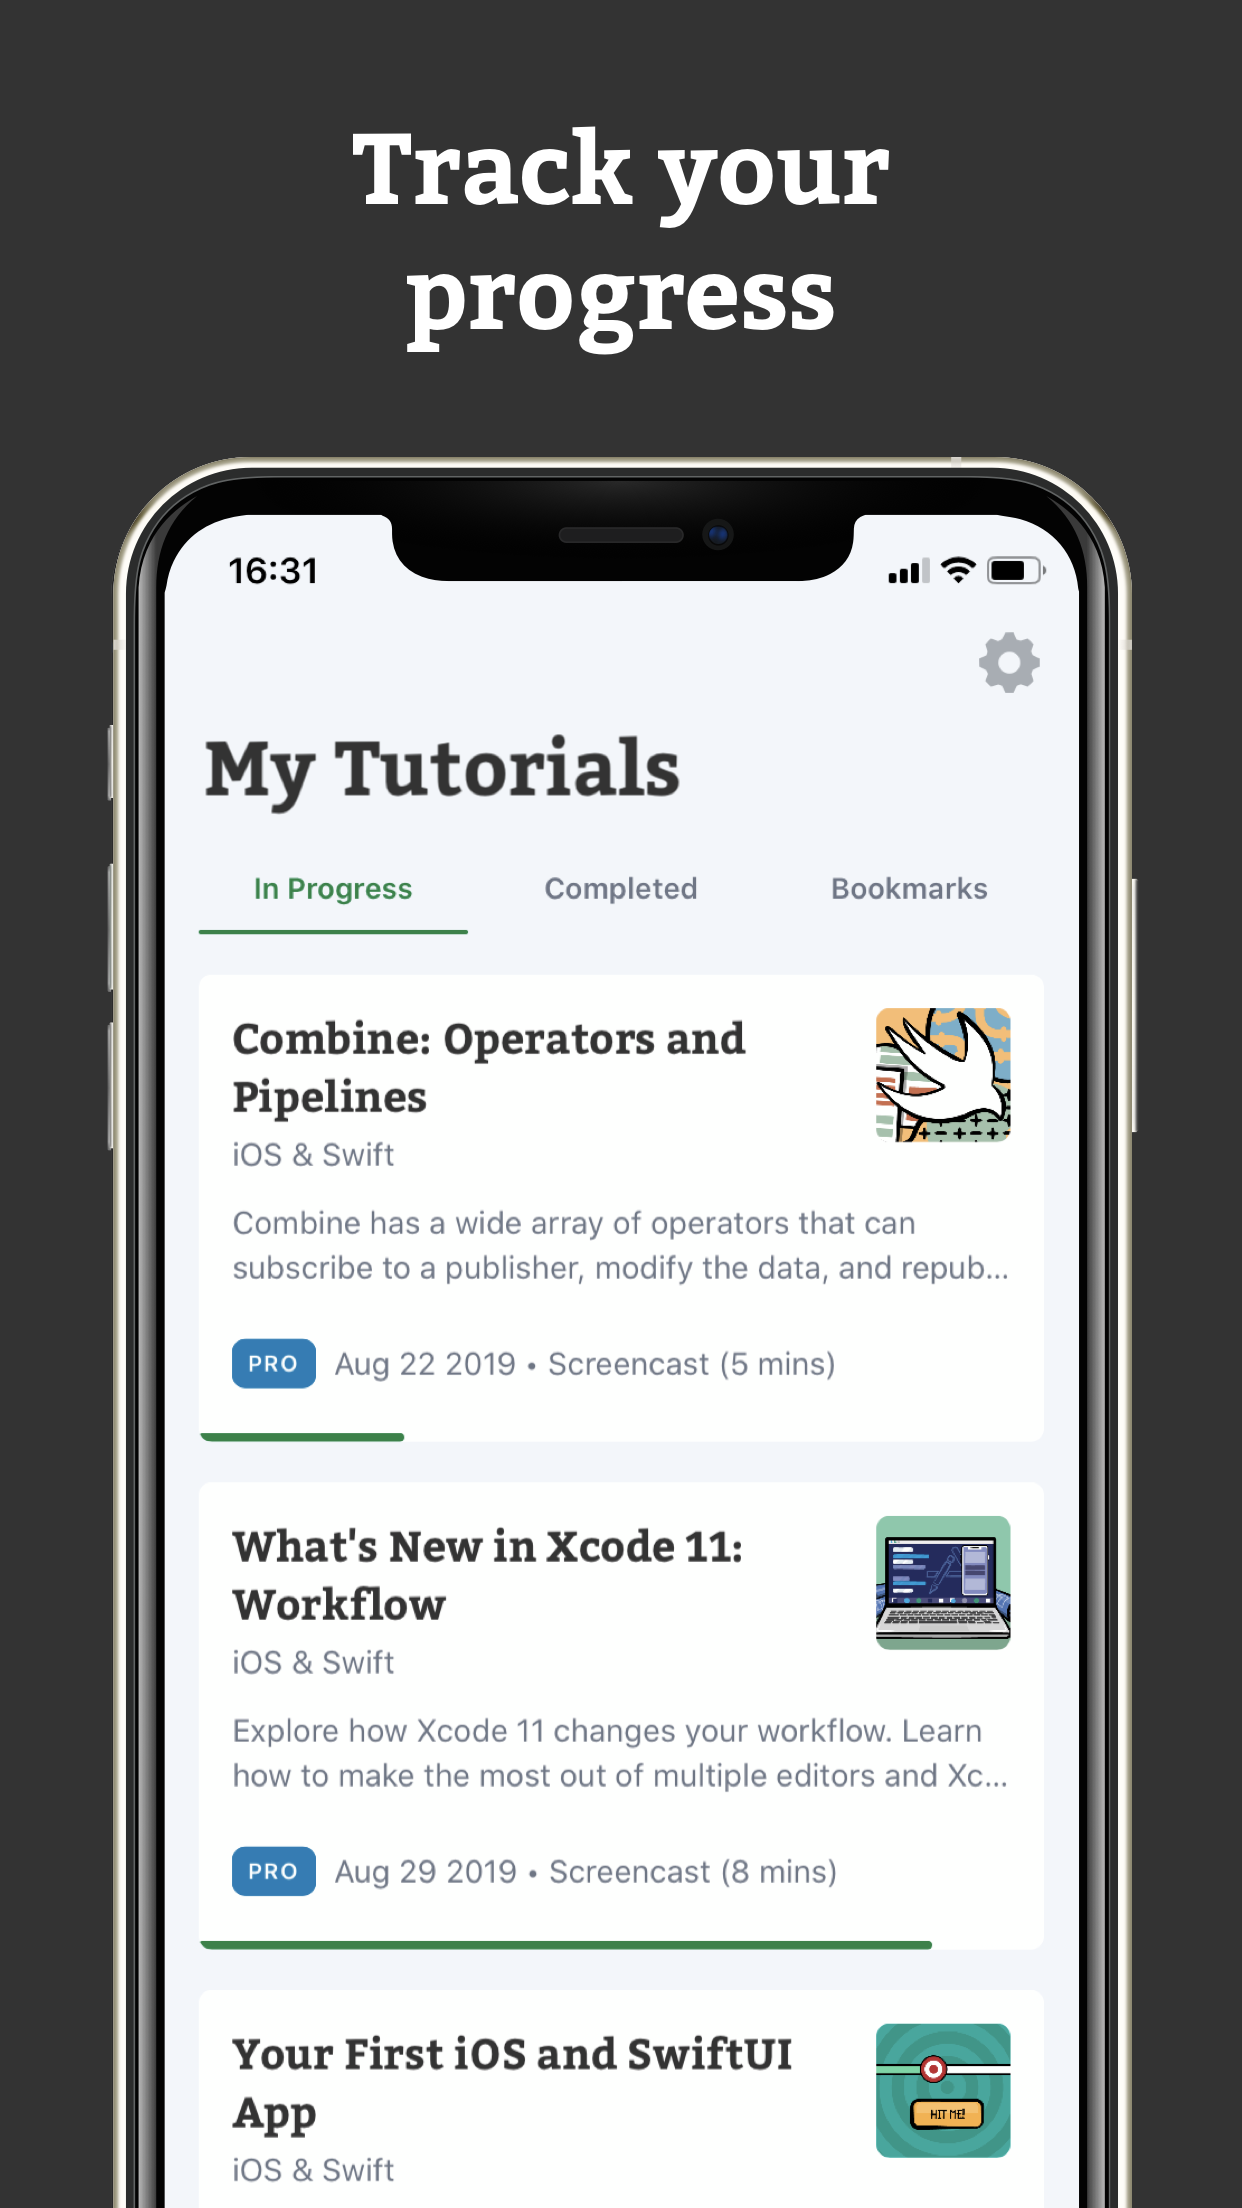 Track your
progress
16:31
My Tutorials
In Progress
Completed
Bookmarks
Combine: Operators and
Pipelines
iOS & Swift
Combine has a wide array of operators that can
subscribe to a publisher, modify the data, and repub...
PRO Aug 22 2019 • Screencast (5 mins)
What's New in Xcode 11:
Workflow
iOS & Swift
Explore how Xcode 11 changes your workflow. Learn
how to make the most out of multiple editors and Xc...
PRO Aug 29 2019 • Screencast (8 mins)
Your First iOS and SwiftUI
App
HIT ME!
iOS & Swift